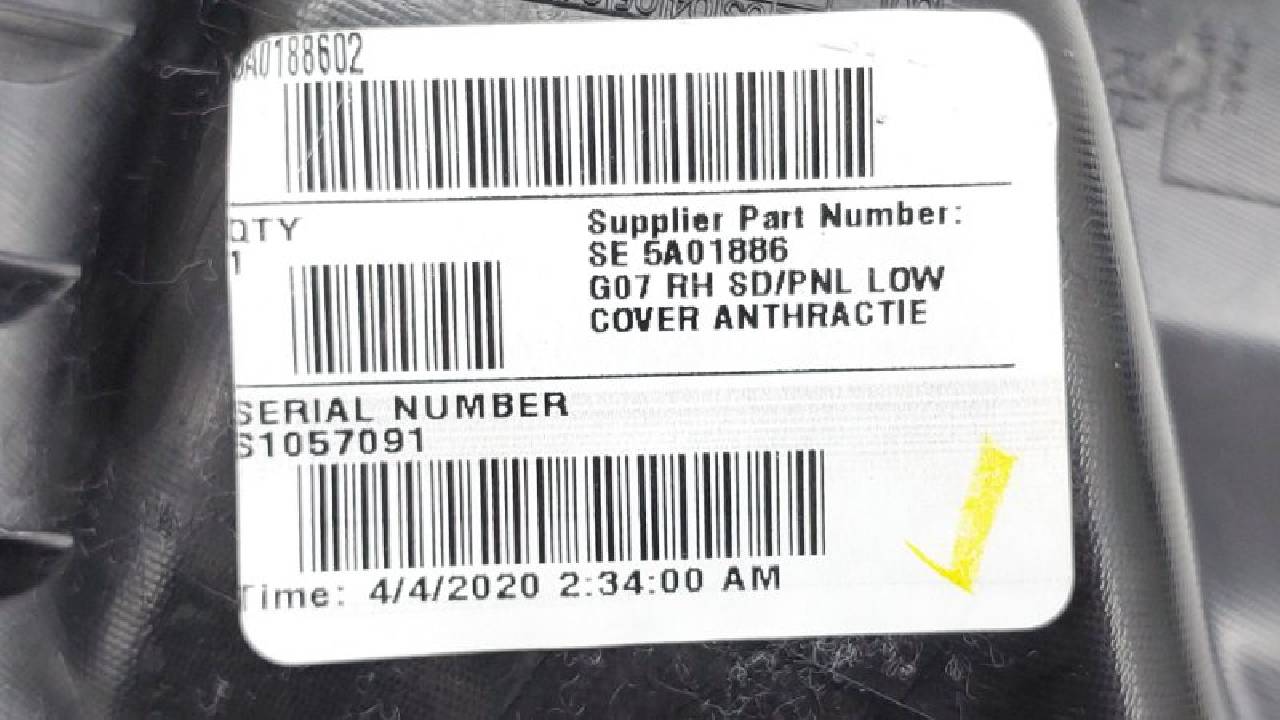 5A0188602
QTY
1
Supplier Part Number:
SE 5A01886
G07 RH SD/PNL LOW
COVER ANTHRACTIE
SERIAL NUMBER
S1057091
Time: 4/4/2020 2:34:00 AM